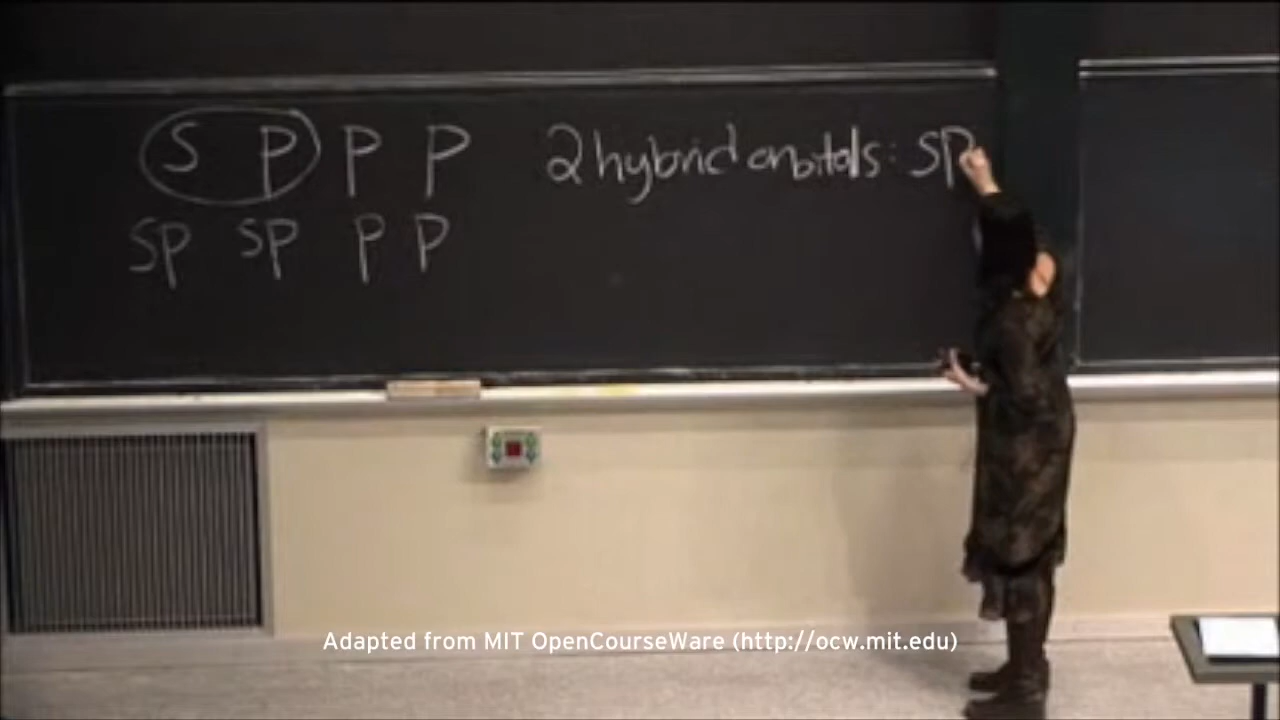 S P P P 2 hybrid orbitals: SP
SP SP P P
Adapted from MIT OpenCourseWare (http://ocw.mit.edu)